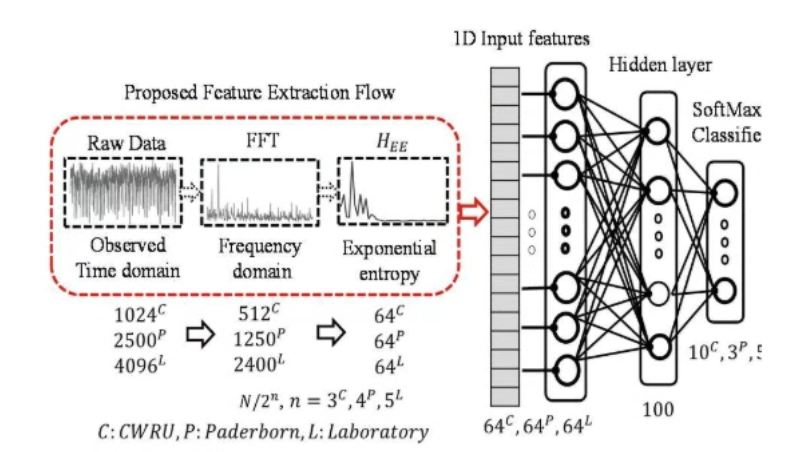 1D Input features
Hidden layer
SoftMax
Classifie
Proposed Feature Extraction Flow
Raw Data
FFT
H_EE
Observed
Time domain
Frequency
domain
Exponential
entropy
1024^C
512^C
64^C
2500^P
1250^P
64^P
4096^L
2400^L
64^L
N/2^n, n = 3^C, 4^P, 5^L
C: CWRU, P: Paderborn, L: Laboratory
64^C, 64^P, 64^L
100
10^C, 3^P, 5